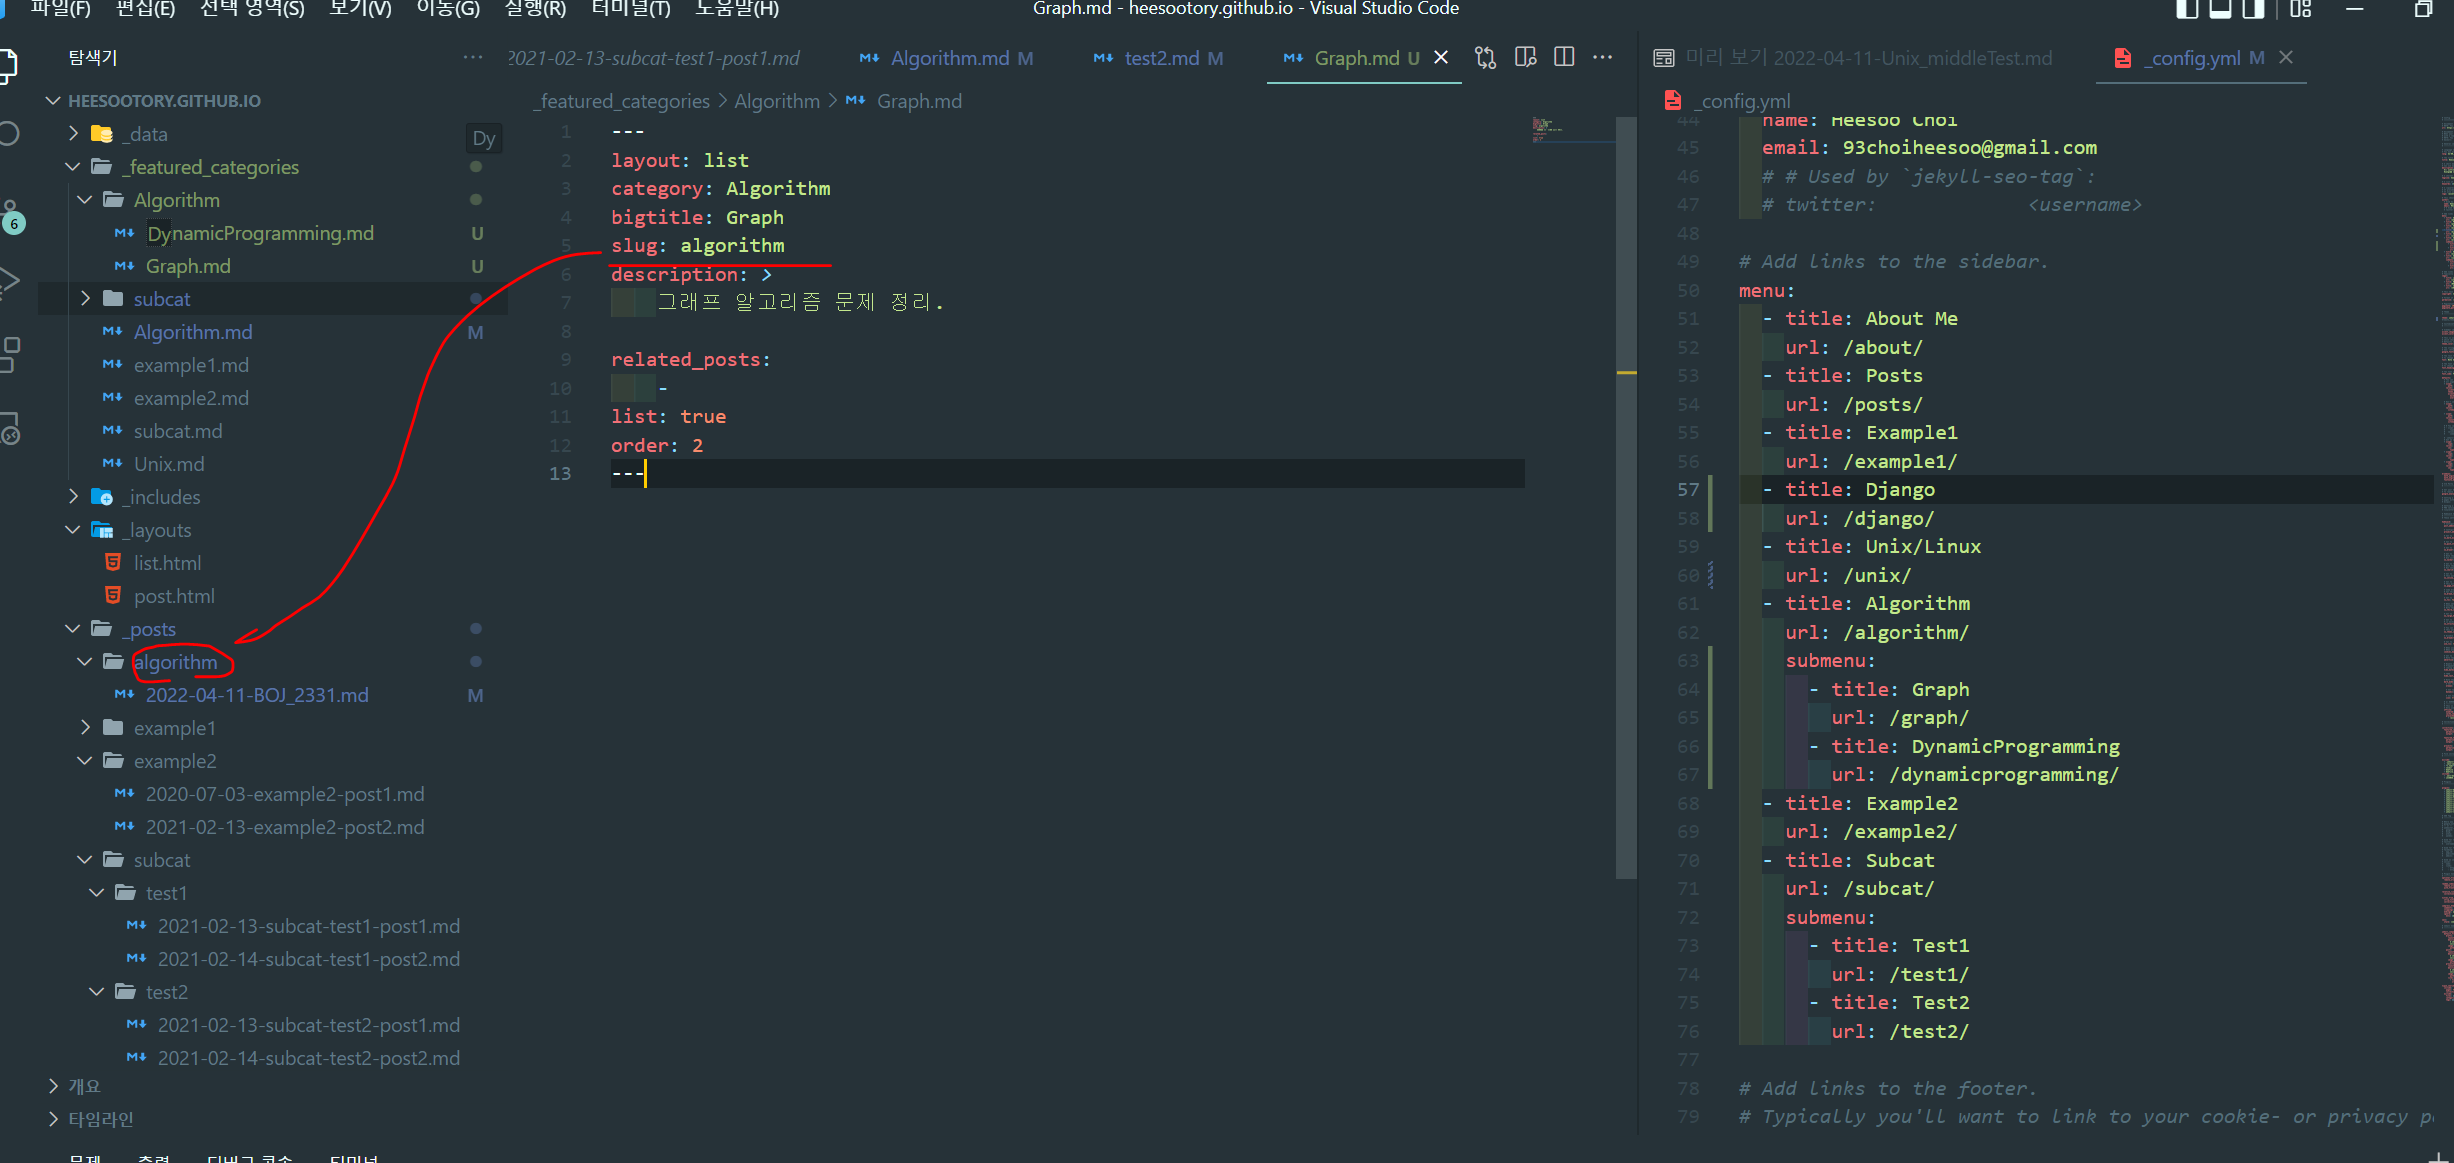 파일(F) 편집(E) 선택 영역(S) 보기(V) 이동(G) 실행(R) 터미널(T) 도움말(H) Graph.md - heesootory.github.io - Visual Studio Code
탐색기
2021-02-13-subcat-test1-post1.md Algorithm.md M test2.md M Graph.md U
미리 보기 2022-04-11-Unix_middleTest.md _config.yml M
HEESOOTORY.GITHUB.IO
_data
_featured_categories
Algorithm
DynamicProgramming.md U
Graph.md U
subcat
Algorithm.md M
example1.md
example2.md
subcat.md
Unix.md
_includes
_layouts
list.html
post.html
_posts
algorithm
2022-04-11-BOJ_2331.md M
example1
example2
2020-07-03-example2-post1.md
2021-02-13-example2-post2.md
subcat
test1
2021-02-13-subcat-test1-post1.md
2021-02-14-subcat-test1-post2.md
test2
2021-02-13-subcat-test2-post1.md
2021-02-14-subcat-test2-post2.md
개요
타임라인
6
Dy
_featured_categories > Algorithm > Graph.md
1 ---
2 layout: list
3 category: Algorithm
4 bigtitle: Graph
5 slug: algorithm
6 description: >
7 그래프 알고리즘 문제 정리.
8
9 related_posts:
10 -
11 list: true
12 order: 2
13 ---
_config.yml
44 name: Heesoo Choi
45 email: 93choiheesoo@gmail.com
46 # # Used by `jekyll-seo-tag`:
47 # twitter: <username>
48
49 # Add links to the sidebar.
50 menu:
51 - title: About Me
52 url: /about/
53 - title: Posts
54 url: /posts/
55 - title: Example1
56 url: /example1/
57 - title: Django
58 url: /django/
59 - title: Unix/Linux
60 url: /unix/
61 - title: Algorithm
62 url: /algorithm/
63 submenu:
64 - title: Graph
65 url: /graph/
66 - title: DynamicProgramming
67 url: /dynamicprogramming/
68 - title: Example2
69 url: /example2/
70 - title: Subcat
71 url: /subcat/
72 submenu:
73 - title: Test1
74 url: /test1/
75 - title: Test2
76 url: /test2/
77
78 # Add links to the footer.
79 # Typically you'll want to link to your cookie- or privacy
문제 출력 디버그 콘솔 터미널